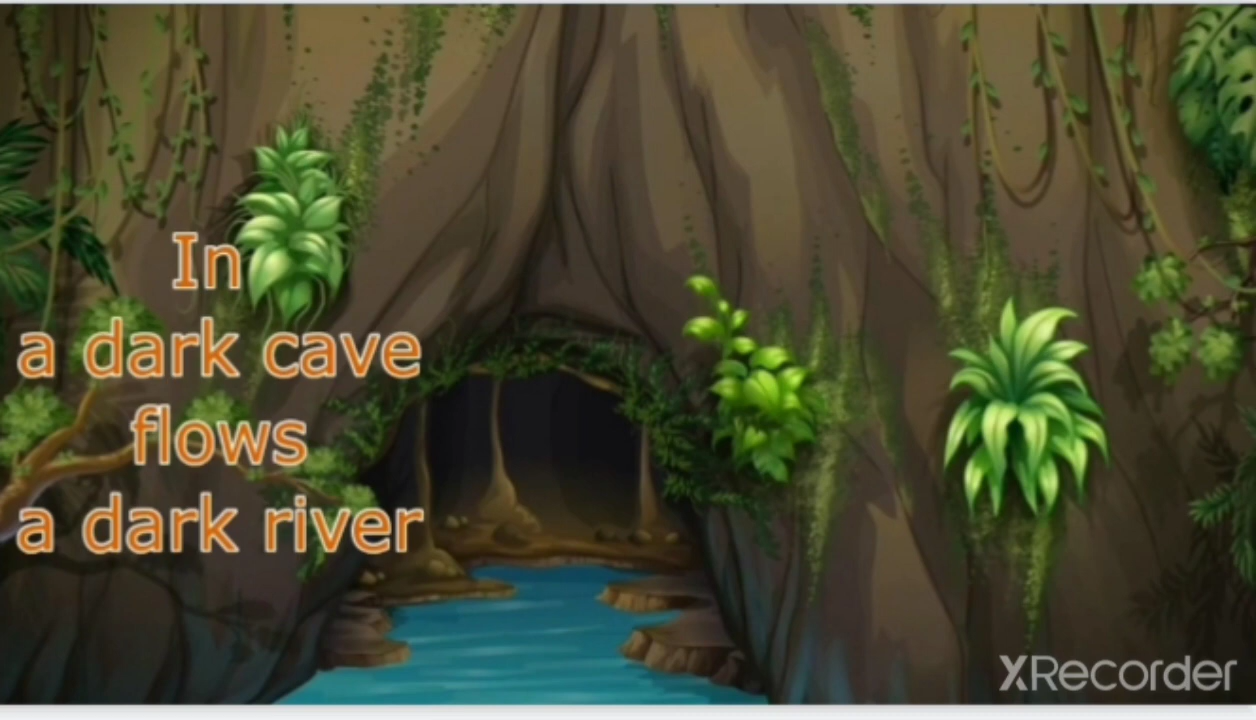 In
a dark cave
flows
a dark river
XRecorder